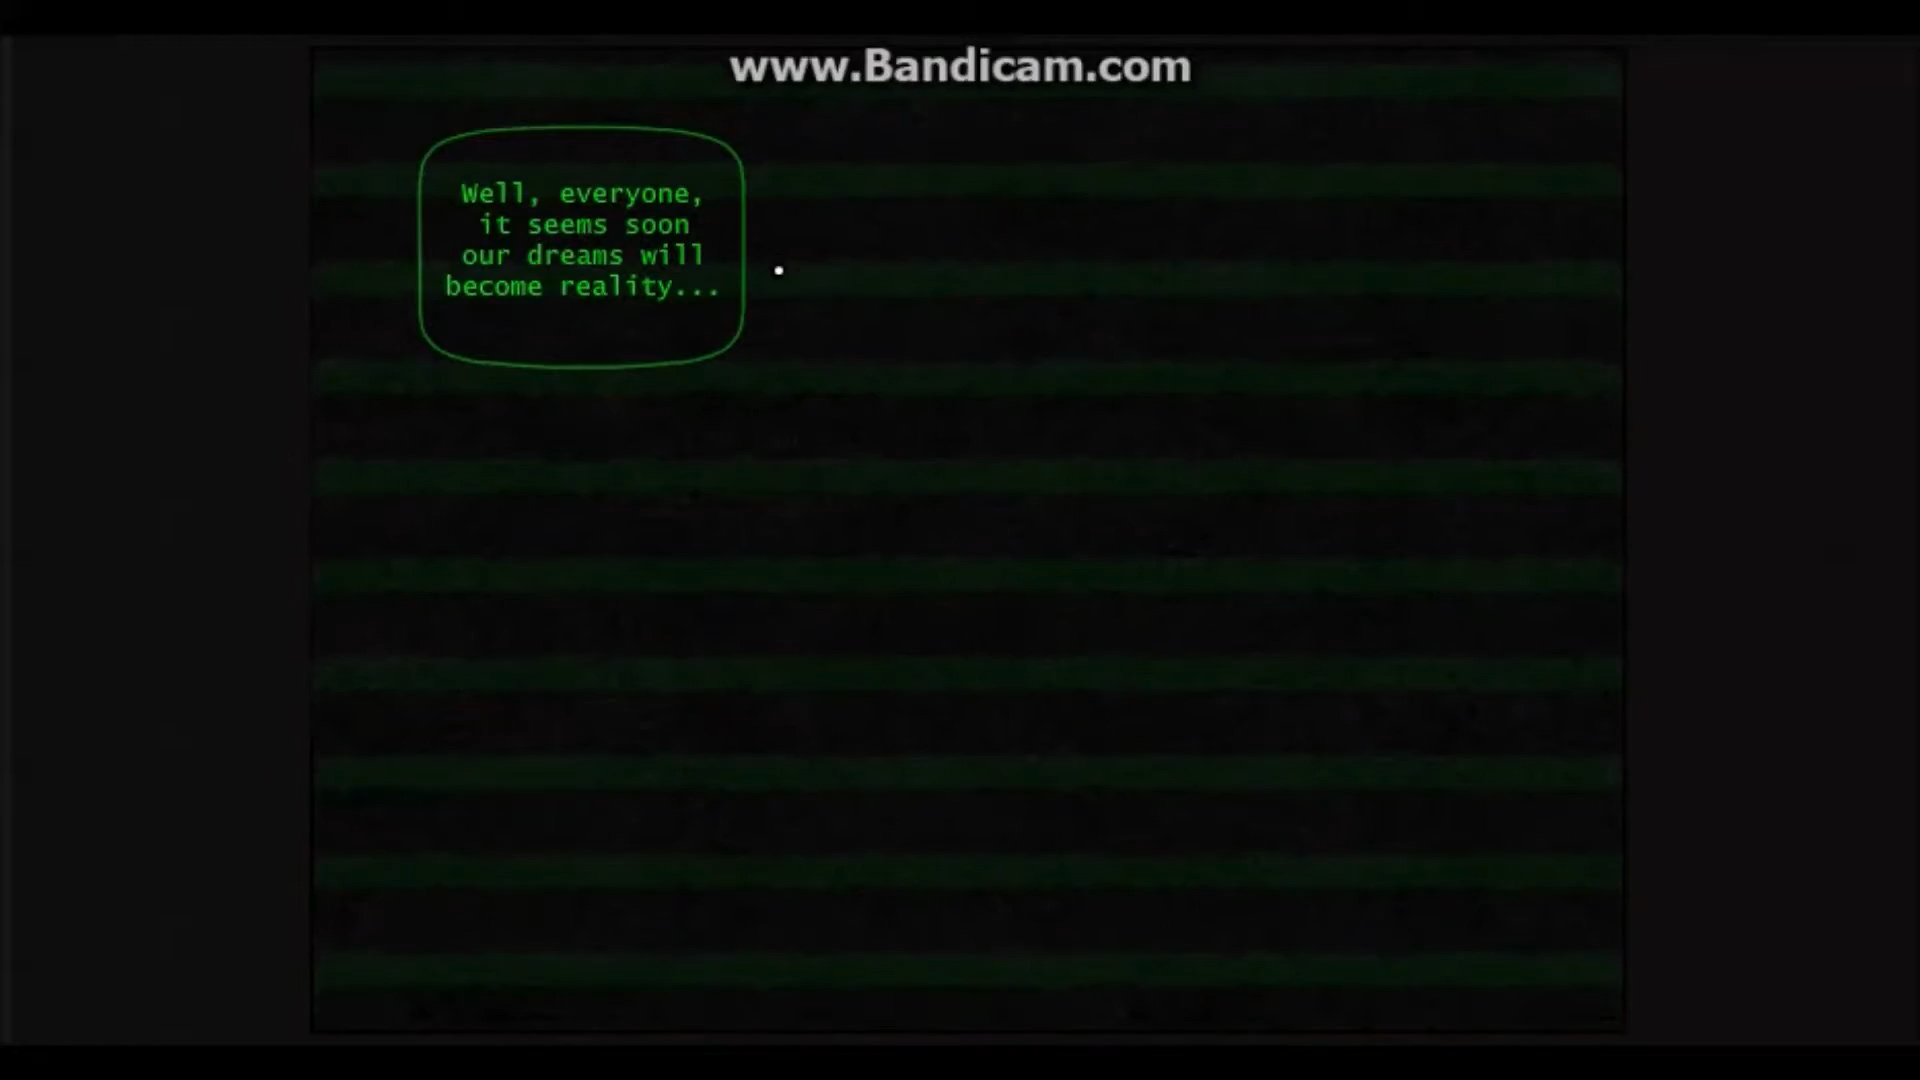 www.Bandicam.com
Well, everyone,
it seems soon
our dreams will
become reality...